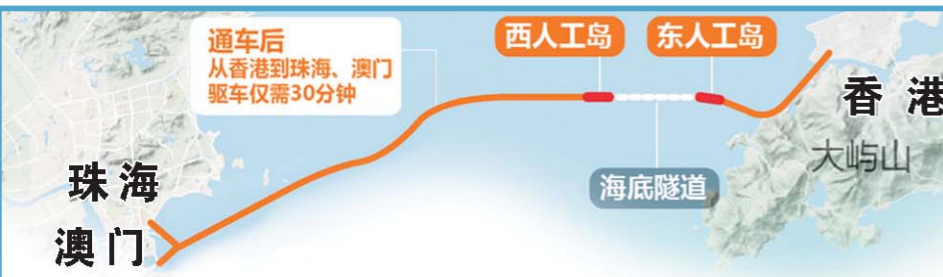 通车后
从香港到珠海、澳门
驱车仅需30分钟
西人工岛
东人工岛
香港
大屿山
海底隧道
珠海
澳门